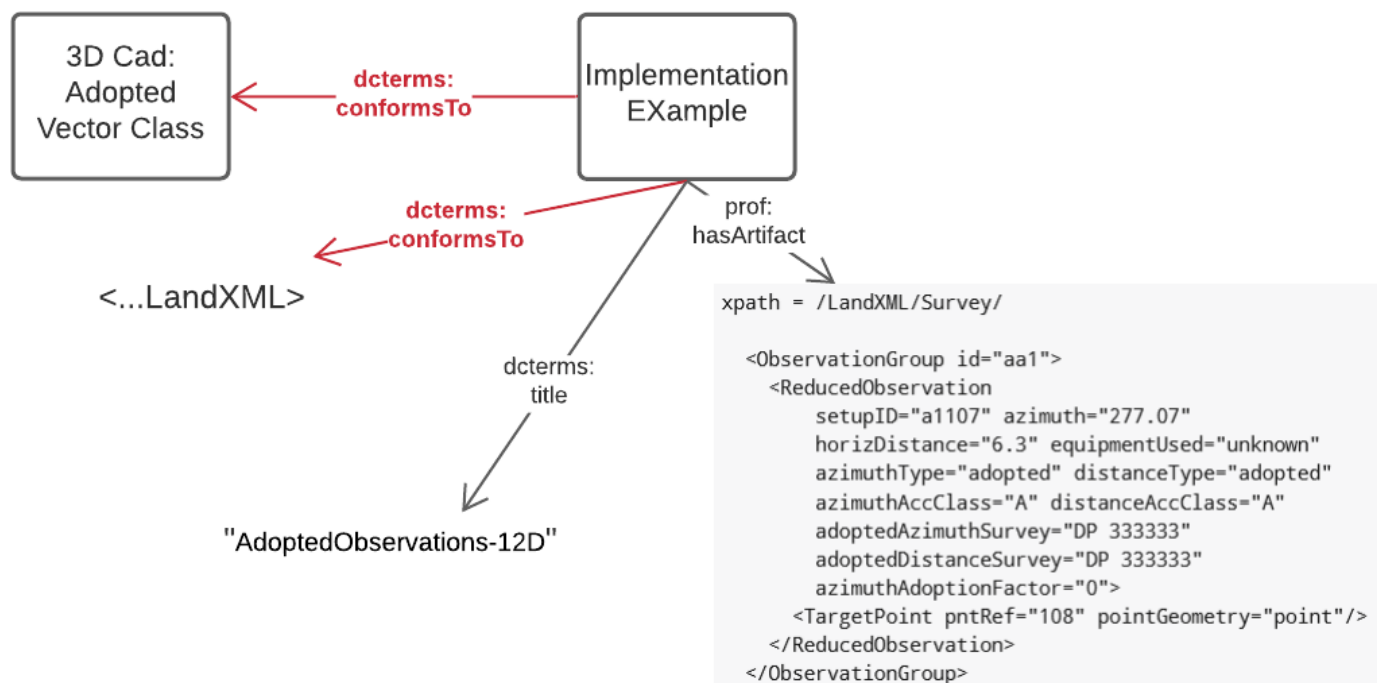 3D Cad:
Adopted
Vector Class
dcterms:
conformsTo
Implementation
EXample
dcterms:
conformsTo
prof:
hasArtifact
<...LandXML>
dcterms:
title
"AdoptedObservations-12D"
xpath = /LandXML/Survey/
<ObservationGroup id="aa1">
<ReducedObservation
setupID="a1107" azimuth="277.07"
horizDistance="6.3" equipmentUsed="unknown"
azimuthType="adopted" distanceType="adopted"
azimuthAccClass="A" distanceAccClass="A"
adoptedAzimuthSurvey="DP 333333"
adoptedDistanceSurvey="DP 333333"
azimuthAdoptionFactor="0">
<TargetPoint pntRef="108" pointGeometry="point"/>
</ReducedObservation>
</ObservationGroup>